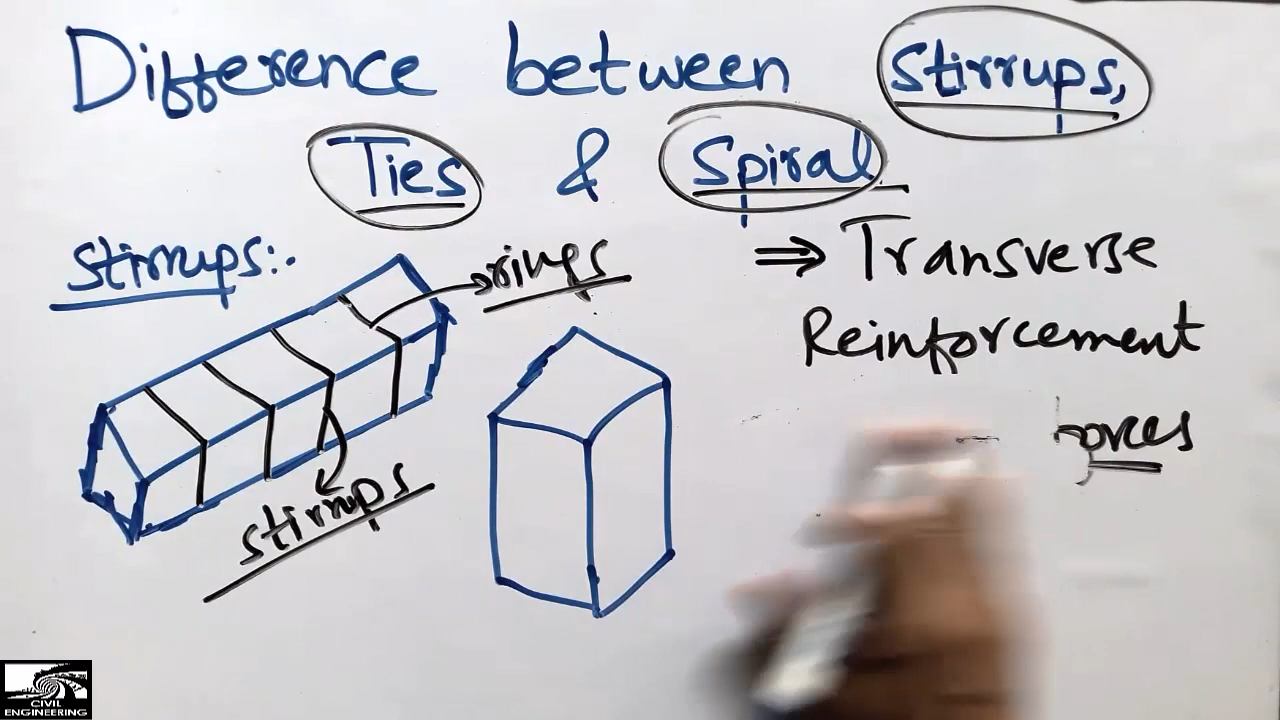 Difference between Stirrups,
Ties & Spiral
Stirrups:.
rings
⇒ Transverse
Reinforcement
forces
stirrups
CIVIL
ENGINEERING